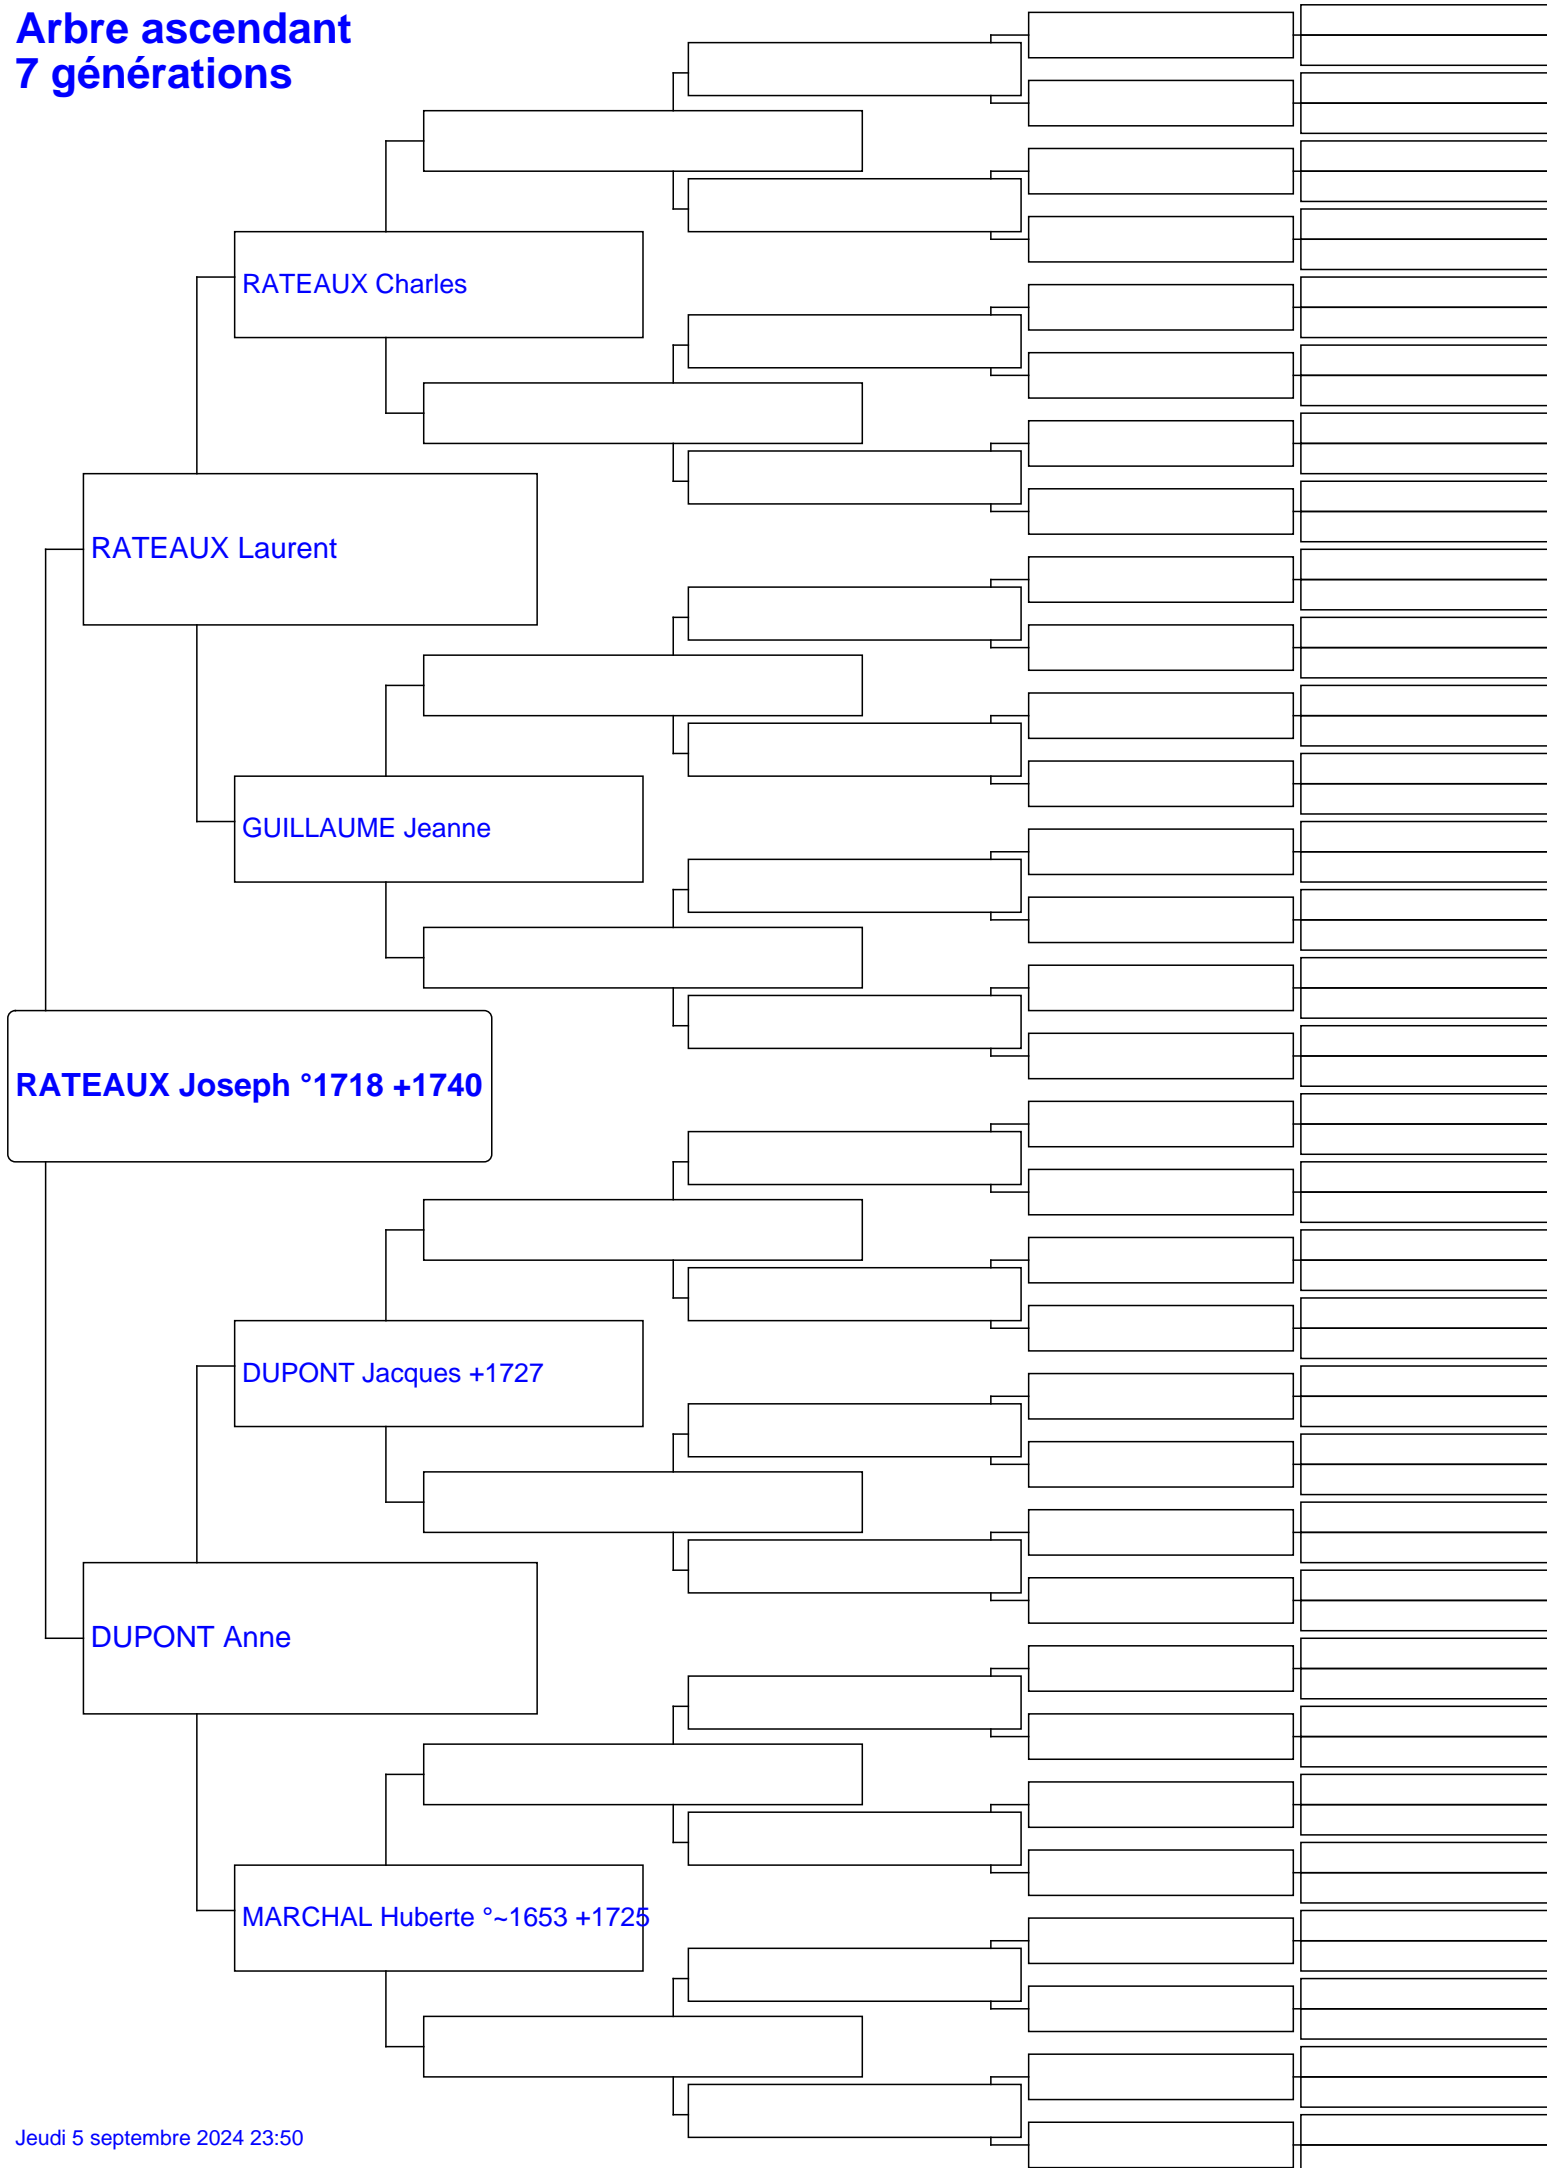 Arbre ascendant
7 générations
RATEAUX Charles
RATEAUX Laurent
GUILLAUME Jeanne
RATEAUX Joseph °1718 +1740
DUPONT Jacques +1727
DUPONT Anne
MARCHAL Huberte °~1653 +1725
Jeudi 5 septembre 2024 23:50